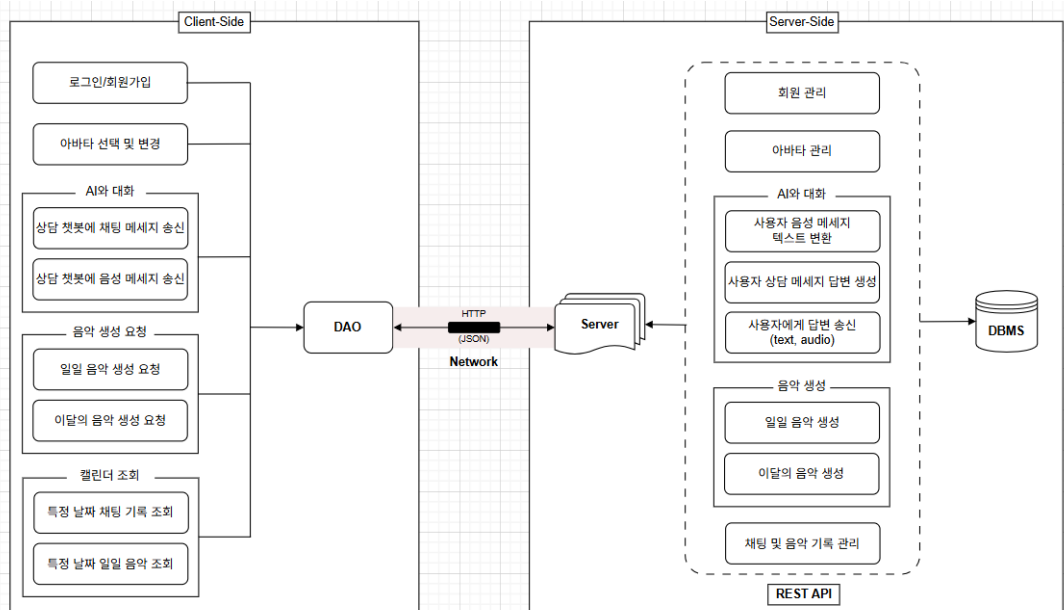 Client-Side
로그인/회원가입
아바타 선택 및 변경
AI와 대화
상담 챗봇에 채팅 메세지 송신
상담 챗봇에 음성 메세지 송신
음악 생성 요청
일일 음악 생성 요청
이달의 음악 생성 요청
캘린더 조회
특정 날짜 채팅 기록 조회
특정 날짜 일일 음악 조회
DAO
HTTP
(JSON)
Network
Server-Side
Server
회원 관리
아바타 관리
AI와 대화
사용자 음성 메세지
텍스트 변환
사용자 상담 메세지 답변 생성
사용자에게 답변 송신
(text, audio)
음악 생성
일일 음악 생성
이달의 음악 생성
채팅 및 음악 기록 관리
REST API
DBMS